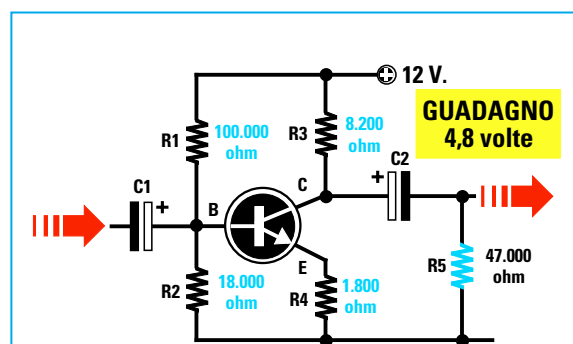 12 V.
GUADAGNO
4,8 volte
R1
100.000
ohm
R3
8.200
ohm
C1
+
B
C
+
C2
E
R2
18.000
ohm
R4
1.800
ohm
R5
47.000
ohm